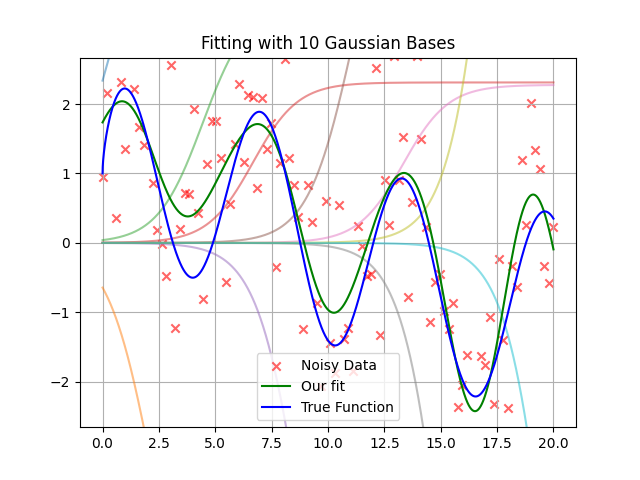 Fitting with 10 Gaussian Bases
2
1
0
−1
−2
Noisy Data
Our fit
True Function
0.0 2.5 5.0 7.5 10.0 12.5 15.0 17.5 20.0